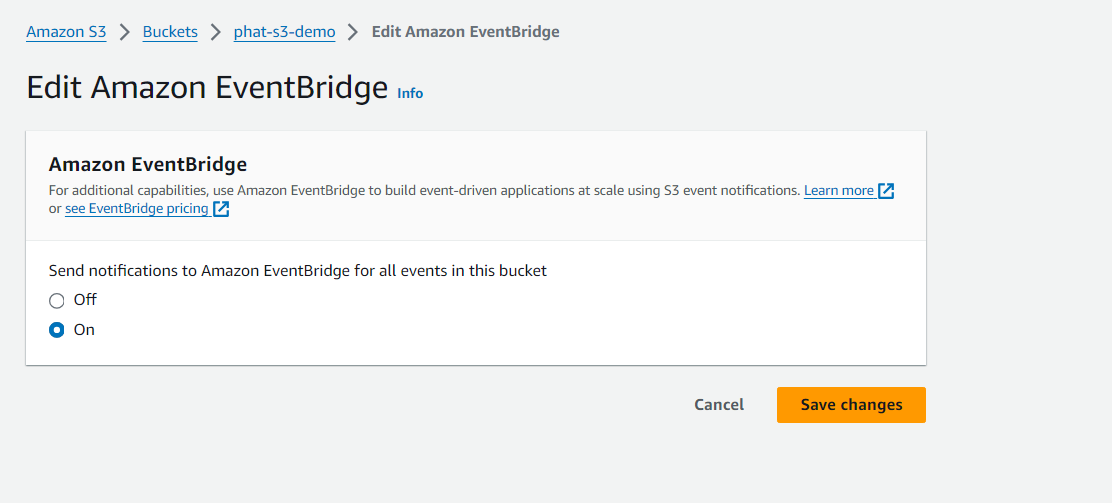 Amazon S3 > Buckets > phat-s3-demo > Edit Amazon EventBridge
Edit Amazon EventBridge Info
Amazon EventBridge
For additional capabilities, use Amazon EventBridge to build event-driven applications at scale using S3 event notifications. Learn more
or see EventBridge pricing
Send notifications to Amazon EventBridge for all events in this bucket
Off
On
Cancel Save changes